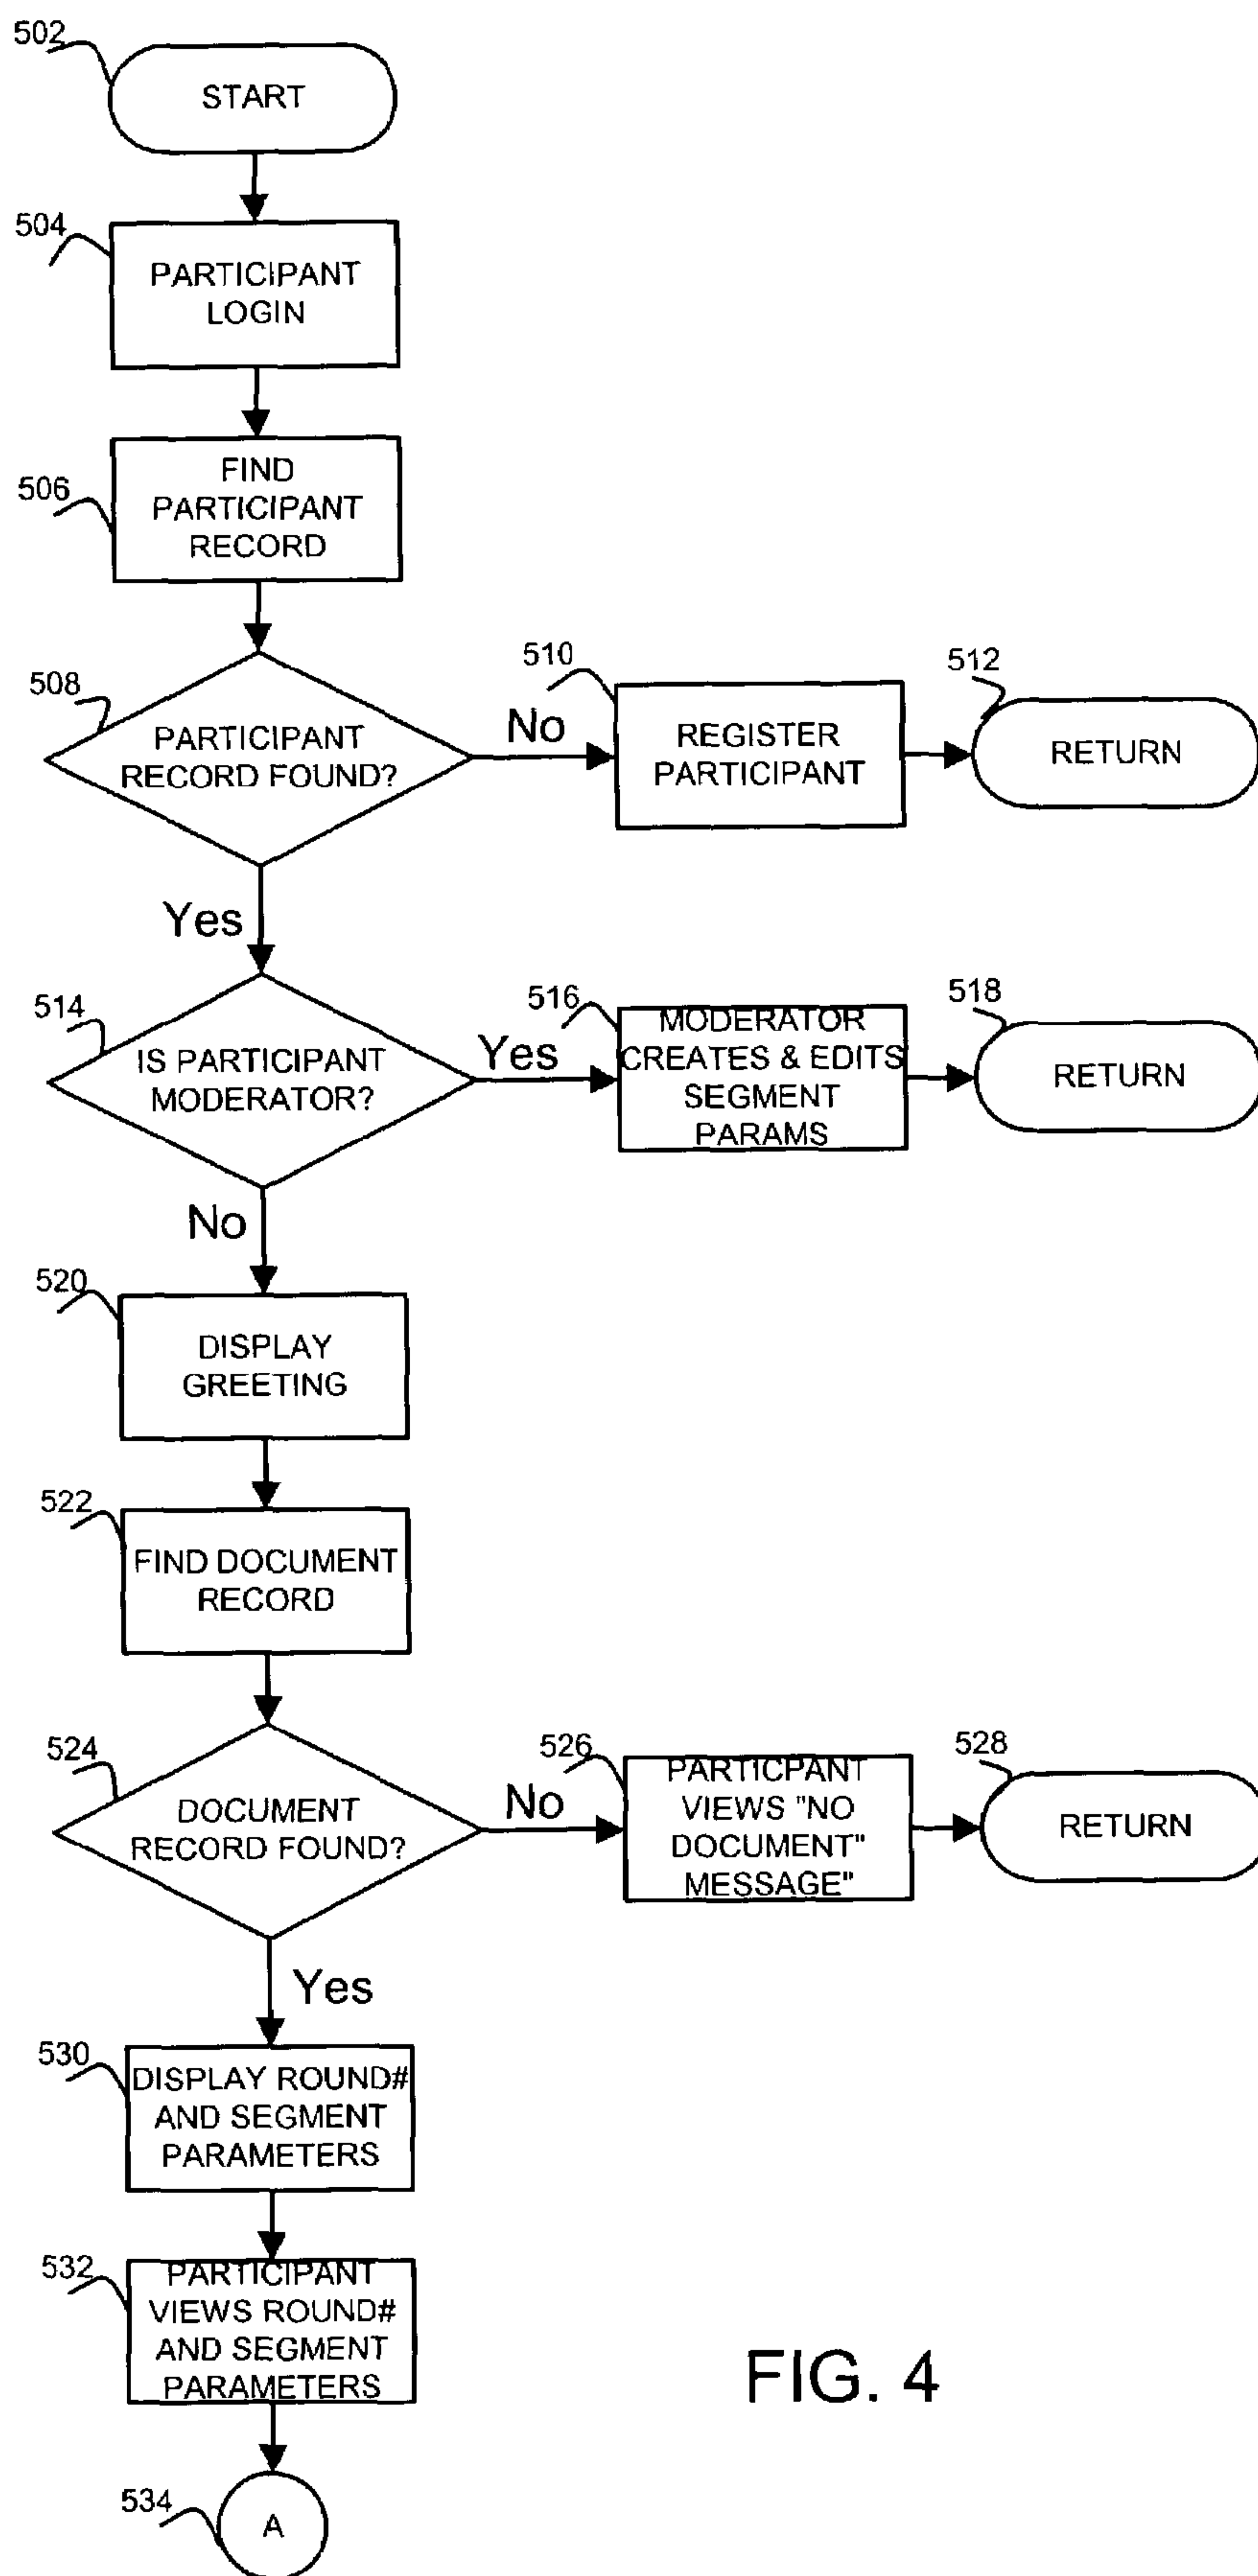 502
START
504
PARTICIPANT
LOGIN
506
FIND
PARTICIPANT
RECORD
508
PARTICIPANT
RECORD FOUND?
No
510
REGISTER
PARTICIPANT
512
RETURN
Yes
514
IS PARTICIPANT
MODERATOR?
Yes
516
MODERATOR
CREATES & EDITS
SEGMENT
PARAMS
518
RETURN
No
520
DISPLAY
GREETING
522
FIND DOCUMENT
RECORD
524
DOCUMENT
RECORD FOUND?
No
526
PARTICPANT
VIEWS "NO
DOCUMENT"
MESSAGE"
528
RETURN
Yes
530
DISPLAY ROUND#
AND SEGMENT
PARAMETERS
532
PARTICIPANT
VIEWS ROUND#
AND SEGMENT
PARAMETERS
534
A
FIG. 4